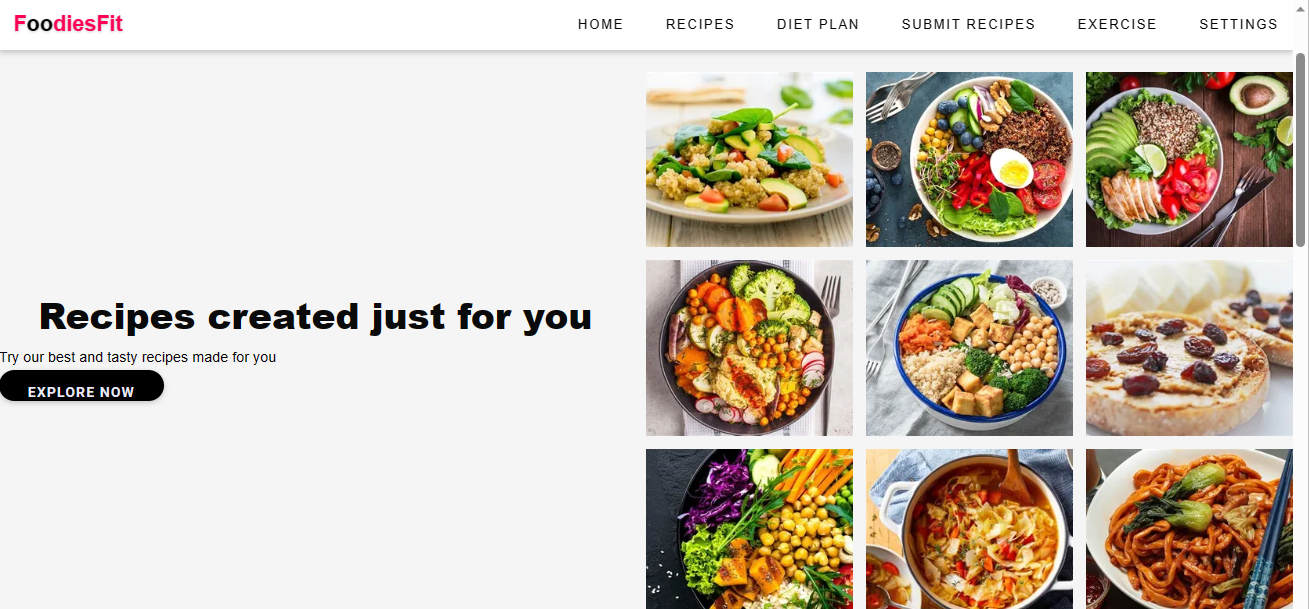 FoodiesFit
HOME RECIPES DIET PLAN SUBMIT RECIPES EXERCISE SETTINGS
Recipes created just for you
Try our best and tasty recipes made for you
EXPLORE NOW